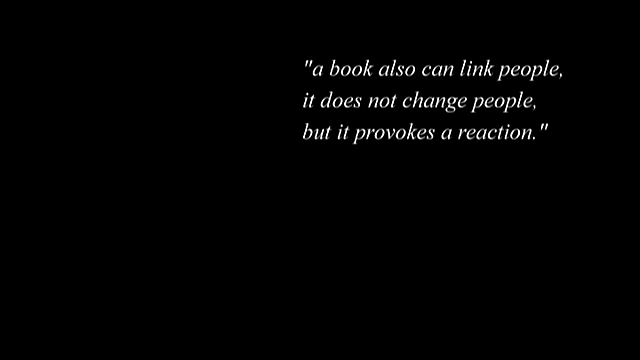 "a book also can link people,
it does not change people,
but it provokes a reaction."